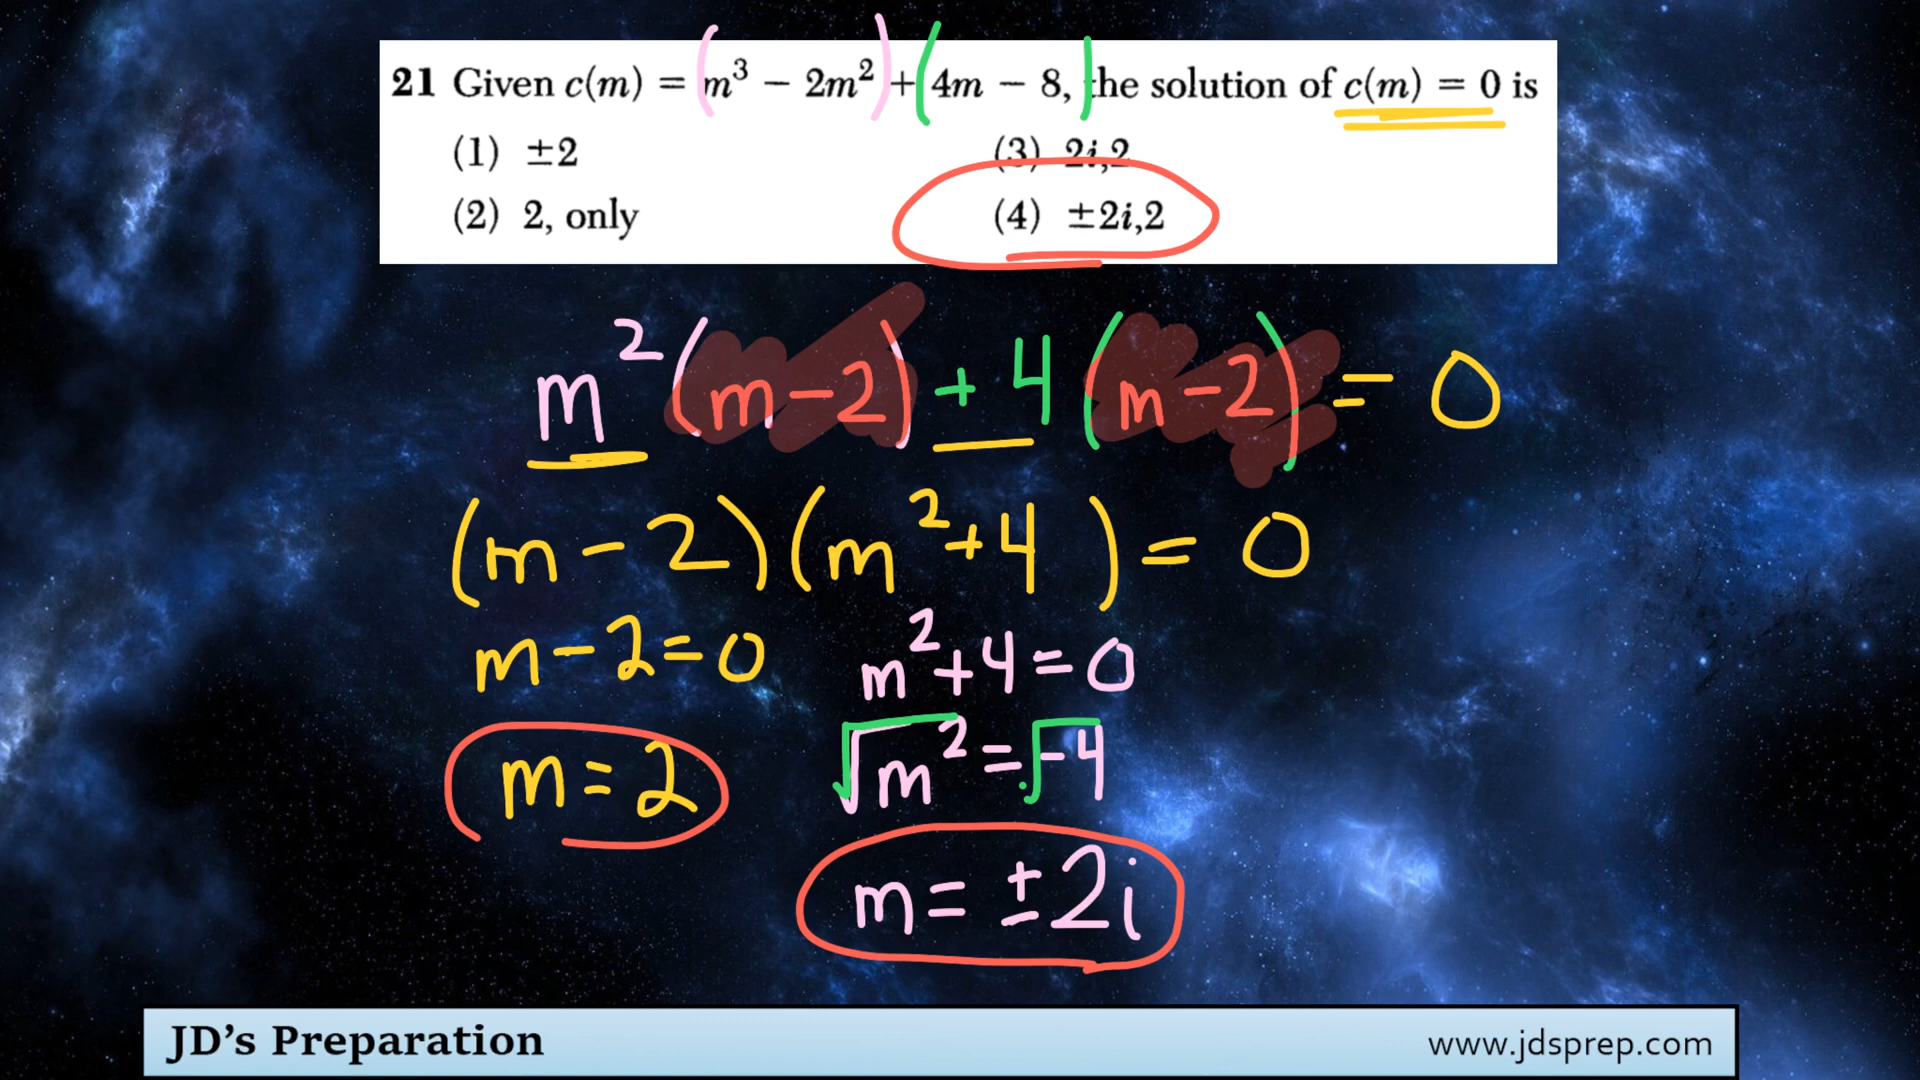 21 Given c(m) = (m³ − 2m²) + (4m − 8,) the solution of c(m) = 0 is
(1) ±2 (3) 2i,2
(2) 2, only (4) ±2i,2
m²(m−2) + 4(m−2) = 0
(m−2)(m²+4) = 0
m−2=0 m²+4=0
m=2 √m²=√−4
m=±2i
JD's Preparation www.jdsprep.com